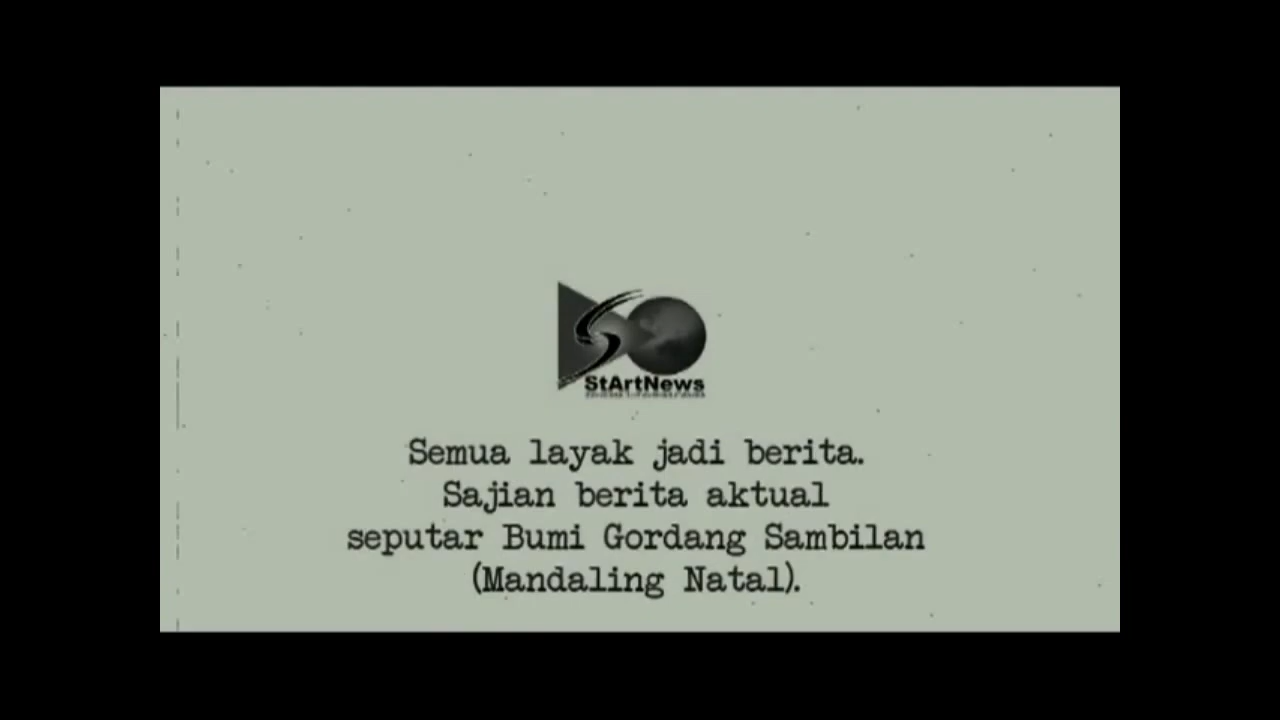 StArtNews
Semua layak jadi berita.
Sajian berita aktual
seputar Bumi Gordang Sambilan
(Mandaling Natal).